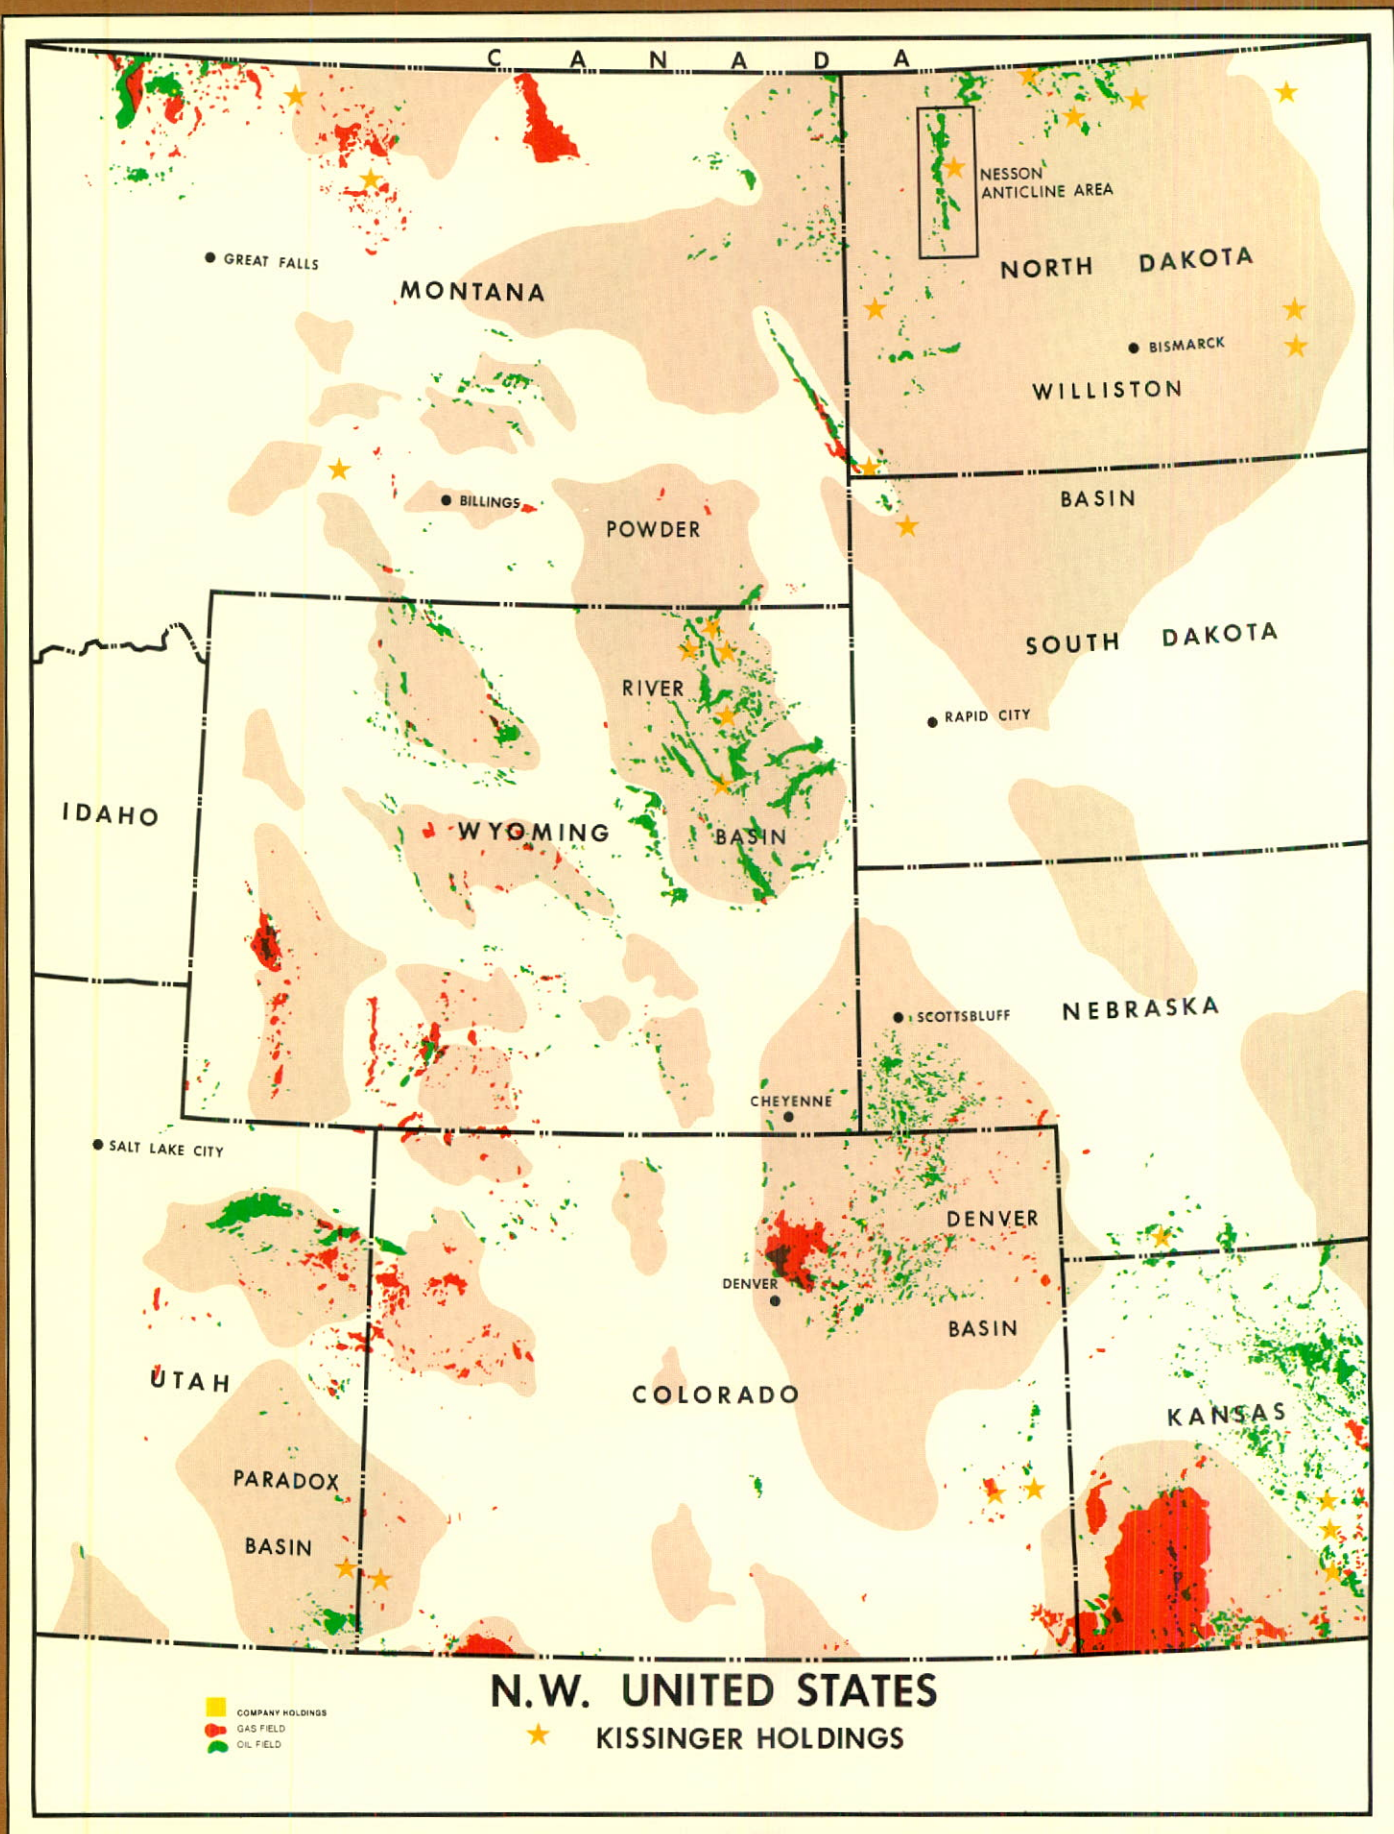 C A N A D A
NESSON
ANTICLINE AREA
GREAT FALLS
MONTANA
NORTH DAKOTA
BISMARCK
WILLISTON
BILLINGS
BASIN
POWDER
SOUTH DAKOTA
RIVER
RAPID CITY
IDAHO
WYOMING
BASIN
NEBRASKA
SCOTTSBLUFF
CHEYENNE
SALT LAKE CITY
DENVER
DENVER
BASIN
UTAH
COLORADO
KANSAS
PARADOX
BASIN
N.W. UNITED STATES
KISSINGER HOLDINGS
COMPANY HOLDINGS
GAS FIELD
OIL FIELD